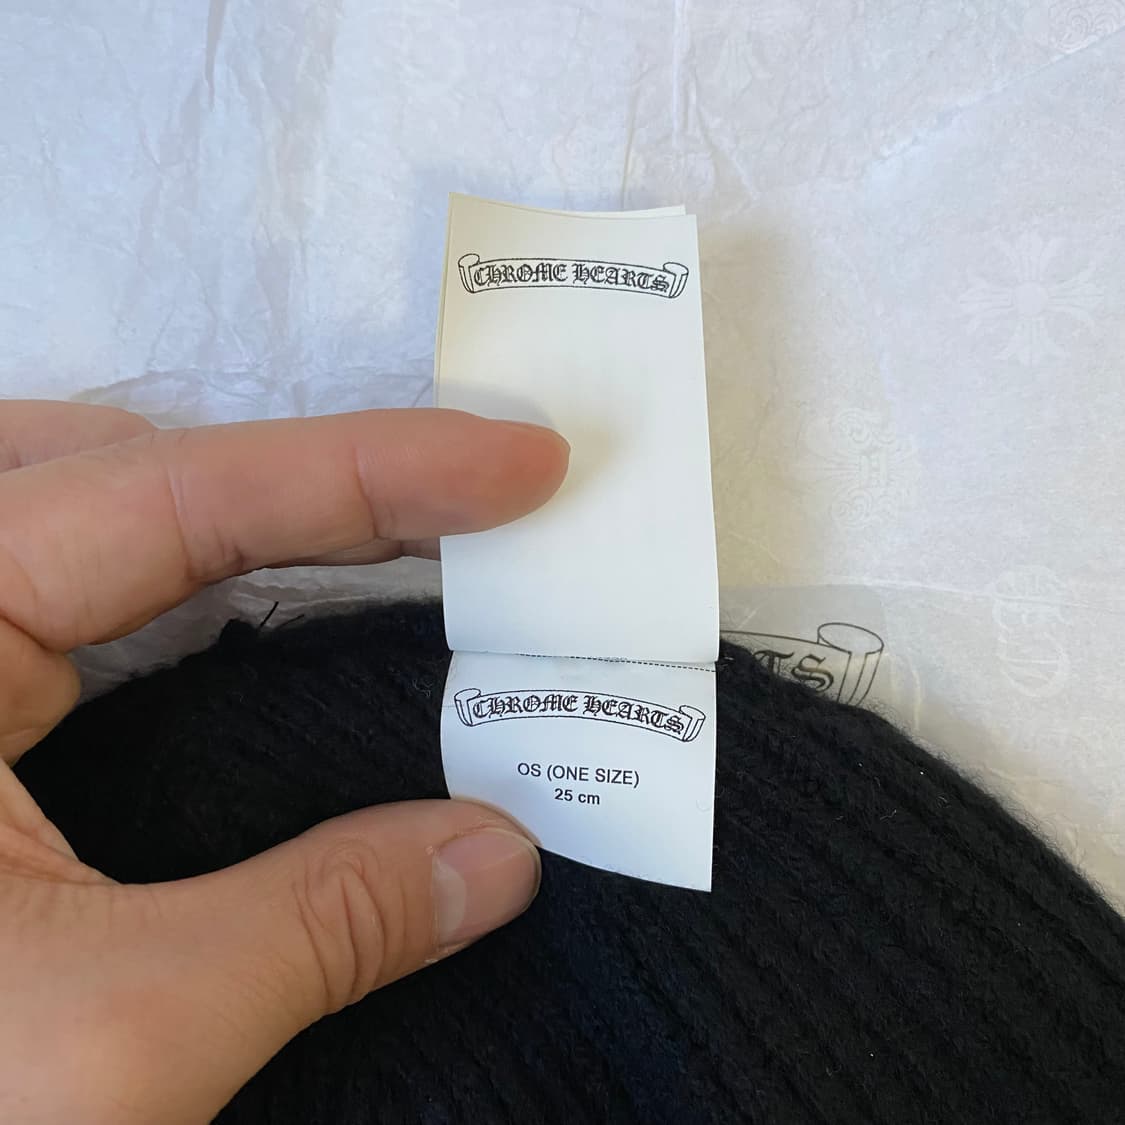 CHROME HEARTS
CHROME HEARTS
OS (ONE SIZE)
25 cm